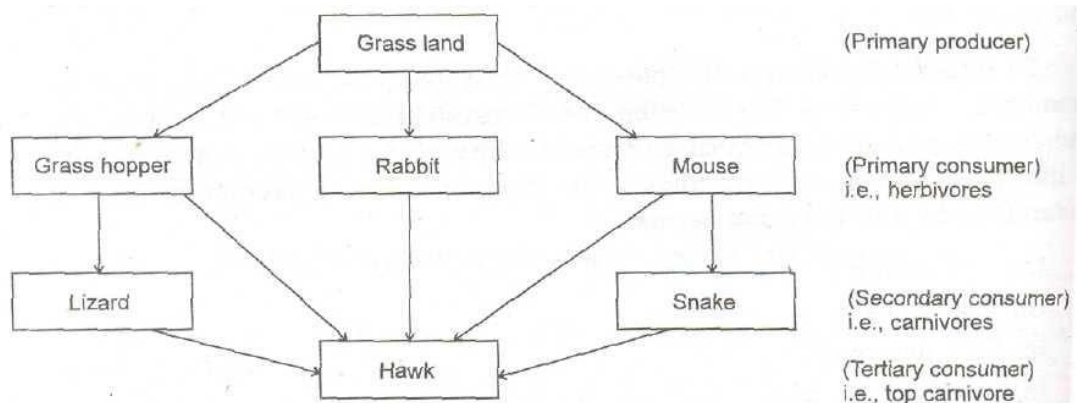 Grass land
(Primary producer)
Grass hopper
Rabbit
Mouse
(Primary consumer)
i.e., herbivores
Lizard
Snake
(Secondary consumer)
i.e., carnivores
Hawk
(Tertiary consumer)
i.e., top carnivore